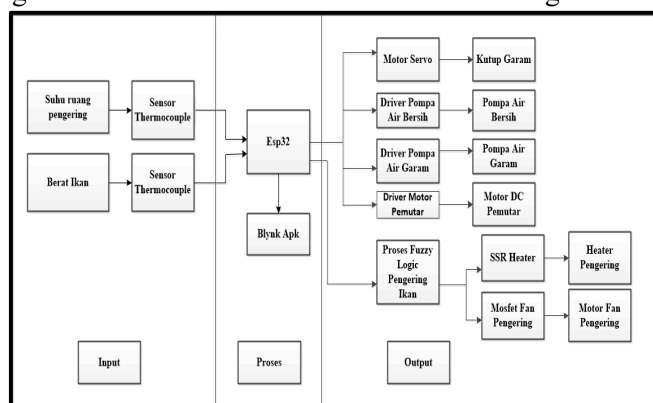 Suhu ruang
pengering
Sensor
Thermocouple
Berat Ikan
Sensor
Thermocouple
Input
Esp32
Blynk Apk
Proses
Motor Servo
Kutup Garam
Driver Pompa
Air Bersih
Pompa Air
Bersih
Driver Pompa
Air Garam
Pompa Air
Garam
Driver Motor
Pemutar
Motor DC
Pemutar
Proses Fuzzy
Logic
Pengering
Ikan
SSR Heater
Heater
Pengering
Mosfet Fan
Pengering
Motor Fan
Pengering
Output